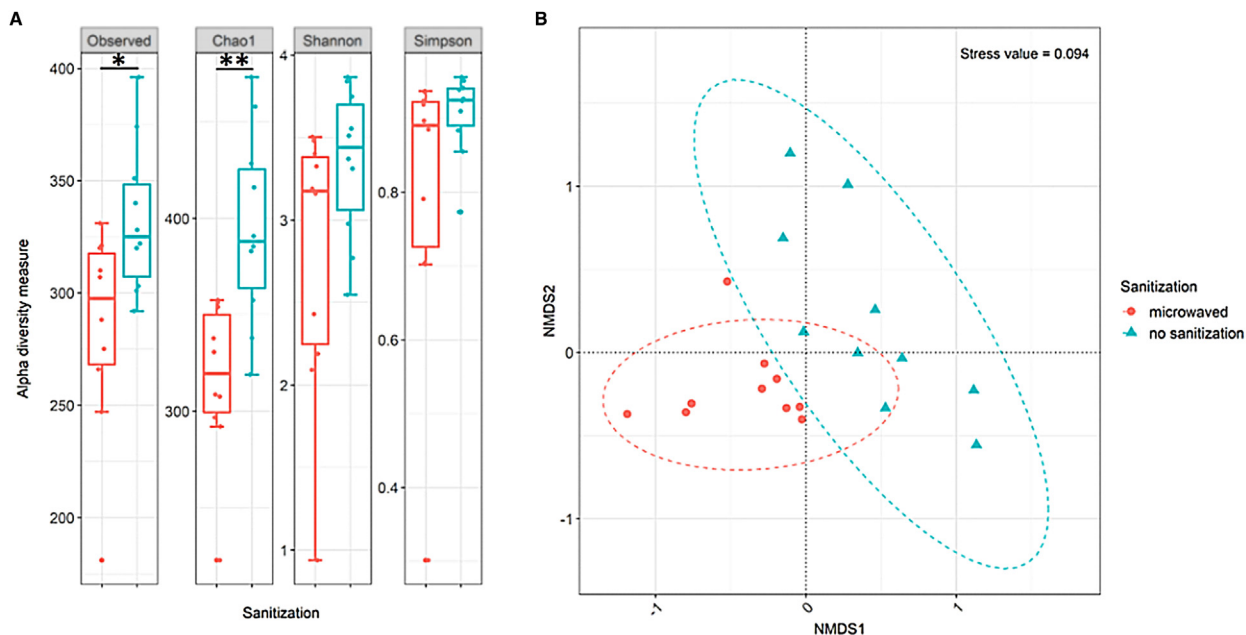 A
B
Observed
Chao1
Shannon
Simpson
*
**
Alpha diversity measure
400
350
300
250
200
400
300
4
3
2
1
0.8
0.6
0.4
Sanitization
Stress value = 0.094
NMDS2
1
0
-1
-1
0
1
NMDS1
Sanitization
microwaved
no sanitization